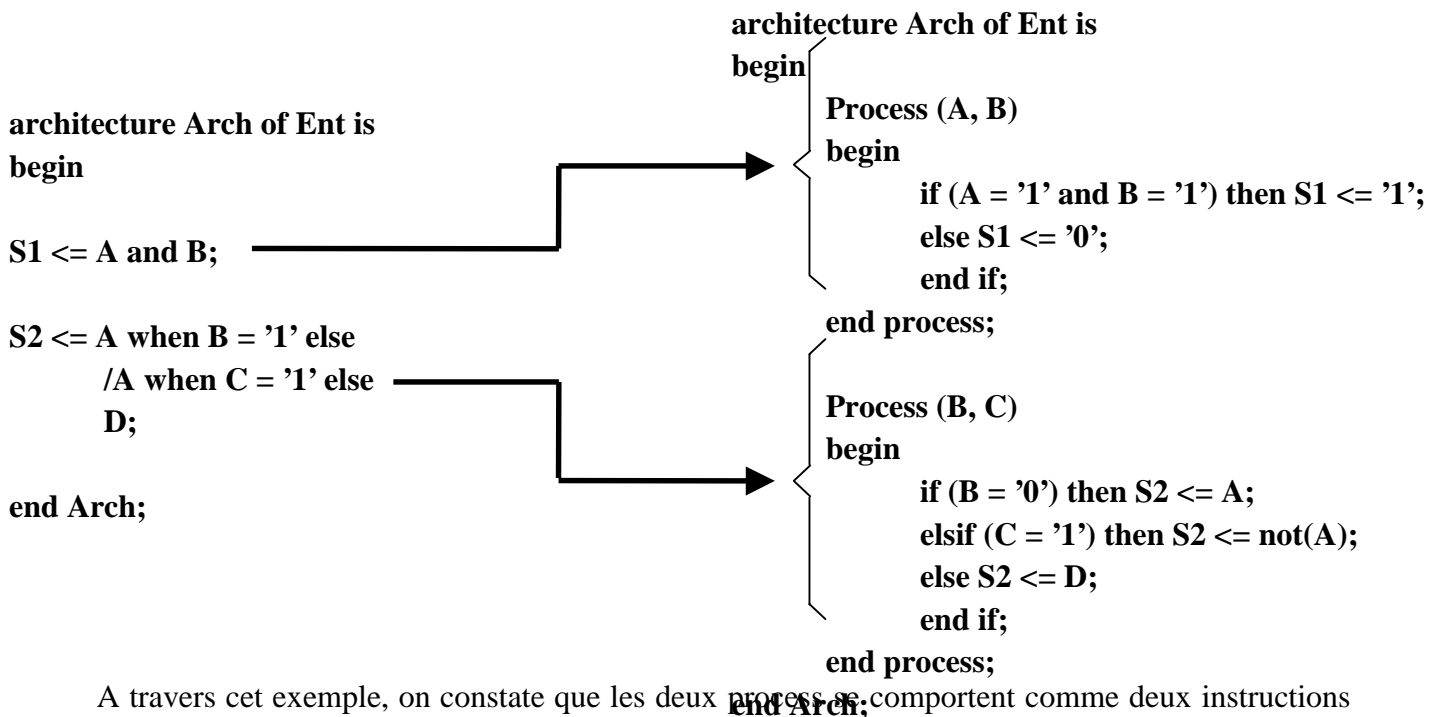 architecture Arch of Ent is
begin
S1 <= A and B;
S2 <= A when B = ’1’ else
/A when C = ’1’ else
D;
end Arch;
architecture Arch of Ent is
begin
Process (A, B)
begin
if (A = ’1’ and B = ’1’) then S1 <= ’1’;
else S1 <= ’0’;
end if;
end process;
Process (B, C)
begin
if (B = ’0’) then S2 <= A;
elsif (C = ’1’) then S2 <= not(A);
else S2 <= D;
end if;
end process;
end Arch;
A travers cet exemple, on constate que les deux process se comportent comme deux instructions